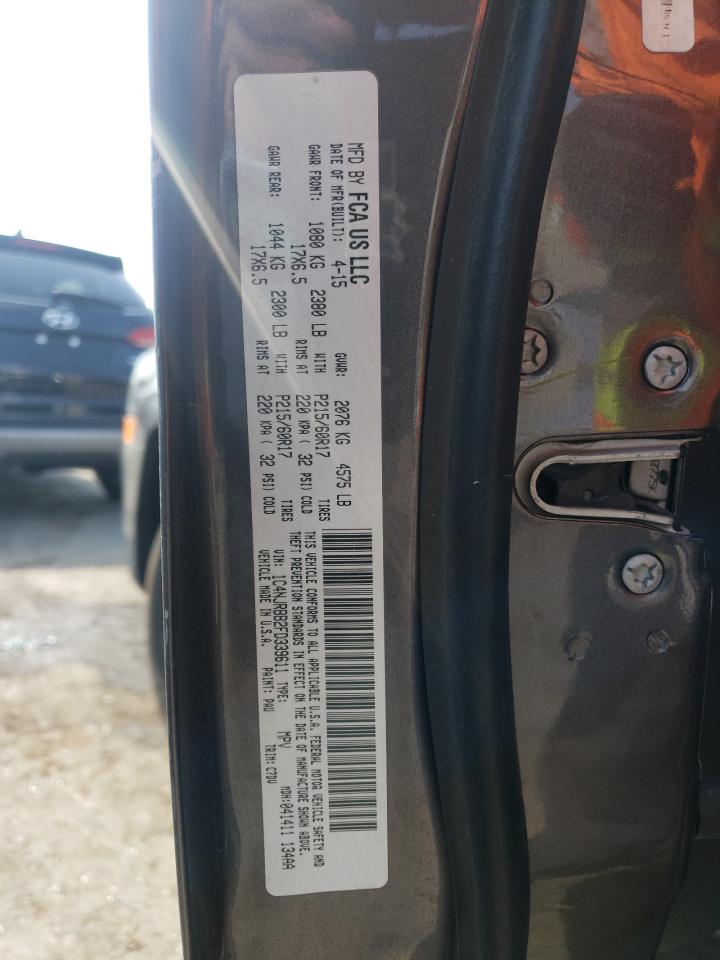 MFD BY FCA US LLC
DATE OF MFR(BUILT): 4-15 GVWR: 2076 KG 4575 LB
GAWR FRONT: 1080 KG 2380 LB WITH P215/60R17 TIRES
17X6.5 RIMS AT 220 KPA ( 32 PSI) COLD
GAWR REAR: 1044 KG 2300 LB WITH P215/60R17 TIRES
17X6.5 RIMS AT 220 KPA ( 32 PSI) COLD
THIS VEHICLE CONFORMS TO ALL APPLICABLE U.S.A. FEDERAL MOTOR VEHICLE SAFETY AND
THEFT PREVENTION STANDARDS IN EFFECT ON THE DATE OF MANUFACTURE SHOWN ABOVE.
VIN: 1C4NJRBB2FD339611 TYPE: MPV MDH:041411 134AA
VEHICLE MADE IN U.S.A. PAINT: PAU TRIM: C7DV